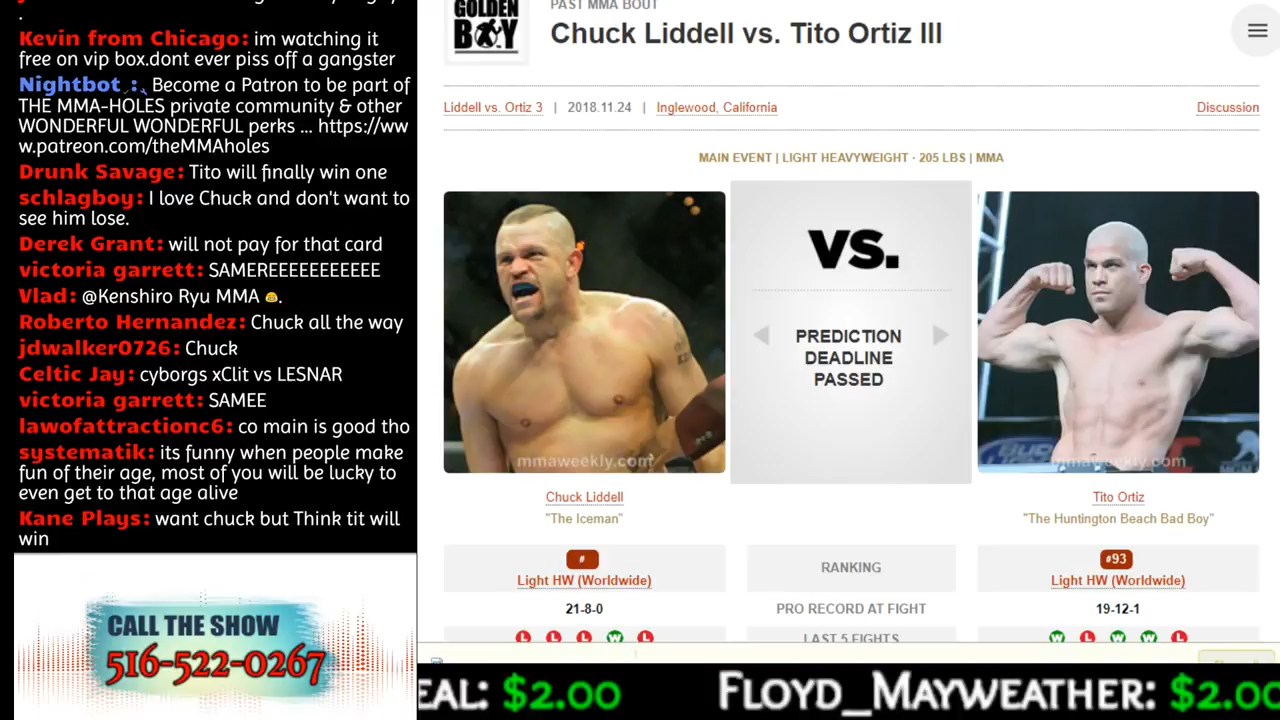 Kevin from Chicago: im watching it
free on vip box.dont ever piss off a gangster
Nightbot : Become a Patron to be part of
THE MMA-HOLES private community & other
WONDERFUL WONDERFUL perks ... https://ww
w.patreon.com/theMMAholes
Drunk Savage: Tito will finally win one
schlagboy: I love Chuck and don't want to
see him lose.
Derek Grant: will not pay for that card
victoria garrett: SAMEREEEEEEEEEEE
Vlad: @Kenshiro Ryu MMA 
Roberto Hernandez: Chuck all the way
jdwalker0726: Chuck
Celtic Jay: cyborgs xClit vs LESNAR
victoria garrett: SAMEE
lawofattractionc6: co main is good tho
systematik: its funny when people make
fun of their age, most of you will be lucky to
even get to that age alive
Kane Plays: want chuck but Think tit will
win
CALL THE SHOW
516-522-0267
GOLDEN
BOY
PAST MMA BOUT
Chuck Liddell vs. Tito Ortiz III
Liddell vs. Ortiz 3 | 2018.11.24 | Inglewood, California
Discussion
MAIN EVENT | LIGHT HEAVYWEIGHT · 205 LBS | MMA
VS.
PREDICTION
DEADLINE
PASSED
mmaweekly.com
mmaweekly.com
Chuck Liddell
Tito Ortiz
"The Iceman"
"The Huntington Beach Bad Boy"
#
RANKING
#93
Light HW (Worldwide)
Light HW (Worldwide)
21-8-0
PRO RECORD AT FIGHT
19-12-1
L L L W L
LAST 5 FIGHTS
W L W W L
EAL: $2.00 FLOYD_MAYWEATHER: $2.00